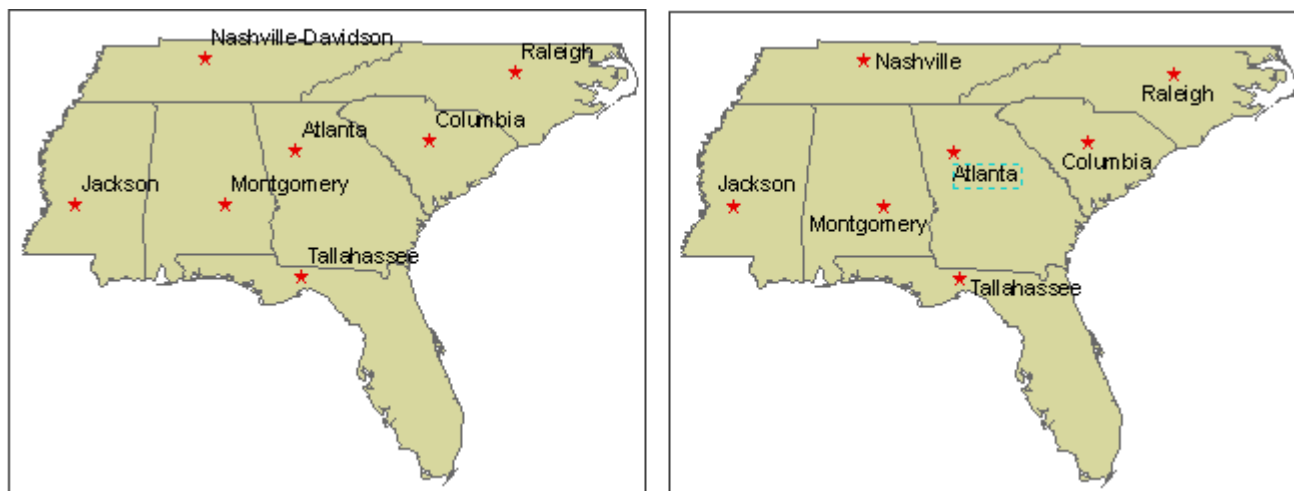 Nashville-Davidson
Raleigh
Columbia
Atlanta
Jackson
Montgomery
Tallahassee
Nashville
Raleigh
Columbia
Atlanta
Jackson
Montgomery
Tallahassee